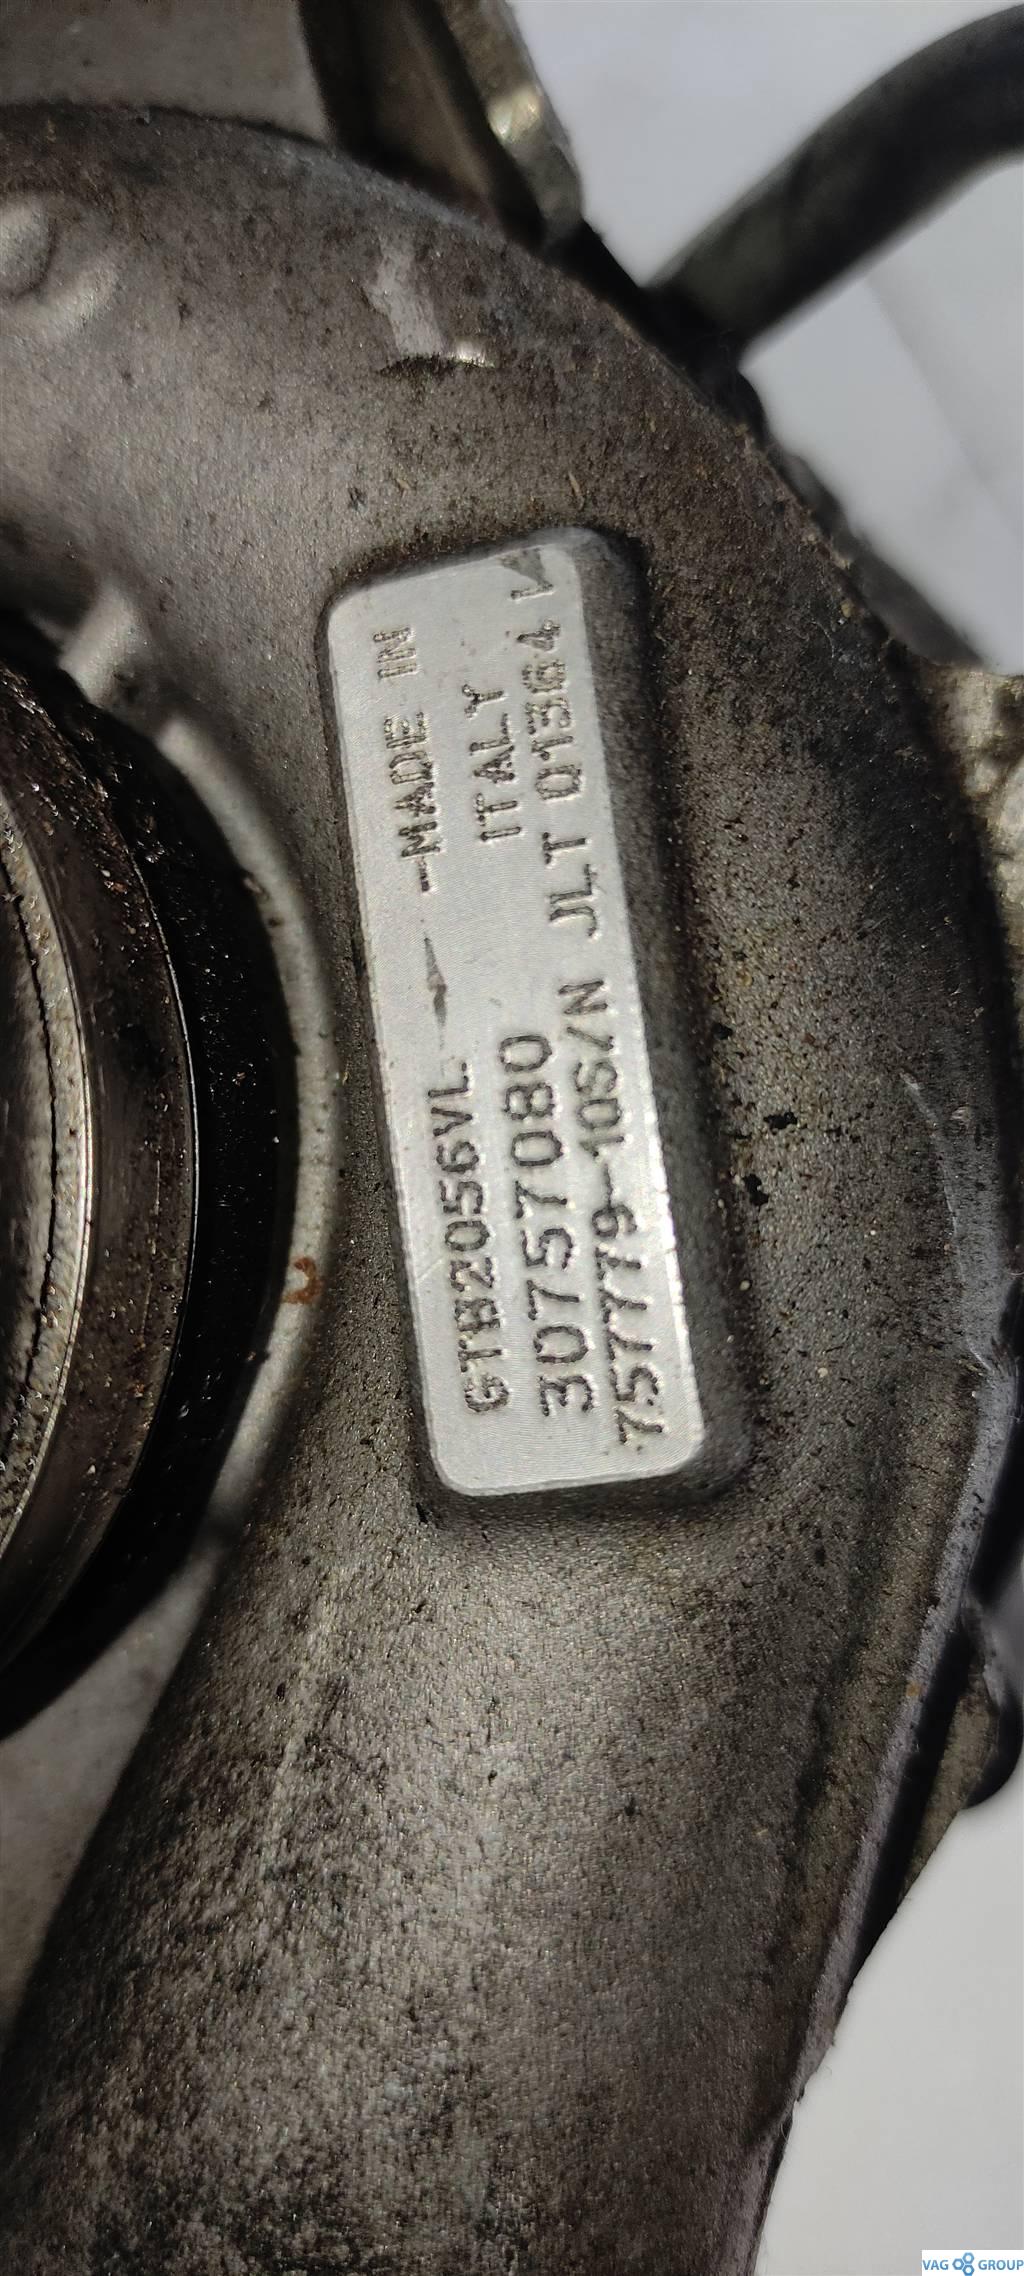 GTB2056VL MADE IN
30757080 ITALY
757779-10S/N JLT 01364
VAG GROUP